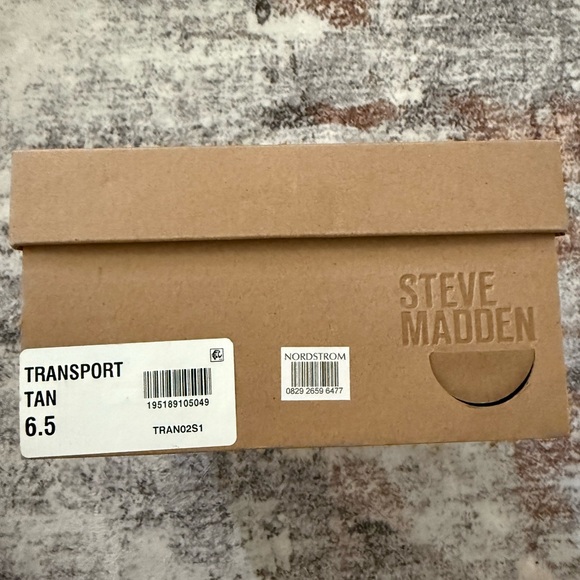 STEVE
MADDEN
TRANSPORT
TAN
6.5
195189105049
TRAN02S1
NORDSTROM
0829 2659 6477